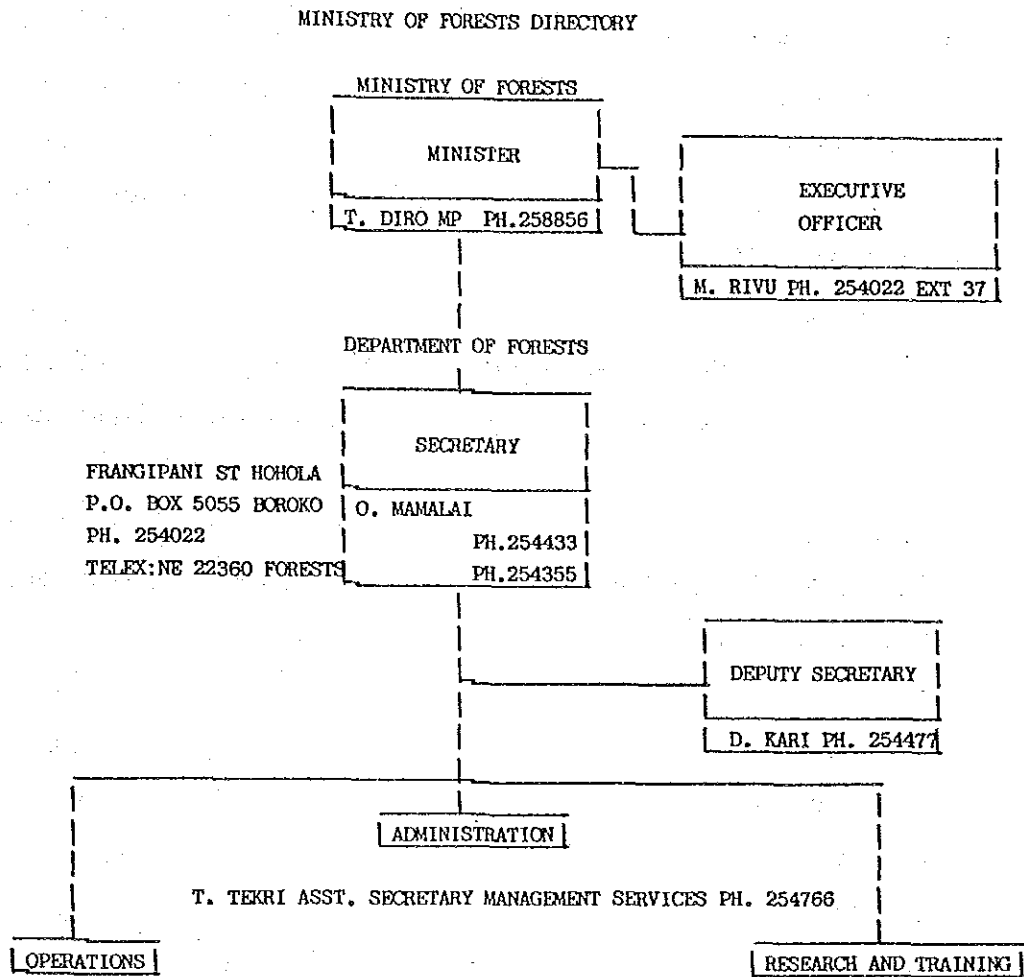 MINISTRY OF FORESTS DIRECTORY
MINISTRY OF FORESTS
MINISTER
T. DIRO MP PH.258856
EXECUTIVE
OFFICER
M. RIVU PH. 254022 EXT 37
DEPARTMENT OF FORESTS
SECRETARY
FRANGIPANI ST HOHOLA
P.O. BOX 5055 BOROKO
PH. 254022
TELEX:NE 22360 FORESTS
O. MAMALAI
PH.254433
PH.254355
DEPUTY SECRETARY
D. KARI PH. 254477
ADMINISTRATION
T. TEKRI ASST. SECRETARY MANAGEMENT SERVICES PH. 254766
OPERATIONS
RESEARCH AND TRAINING